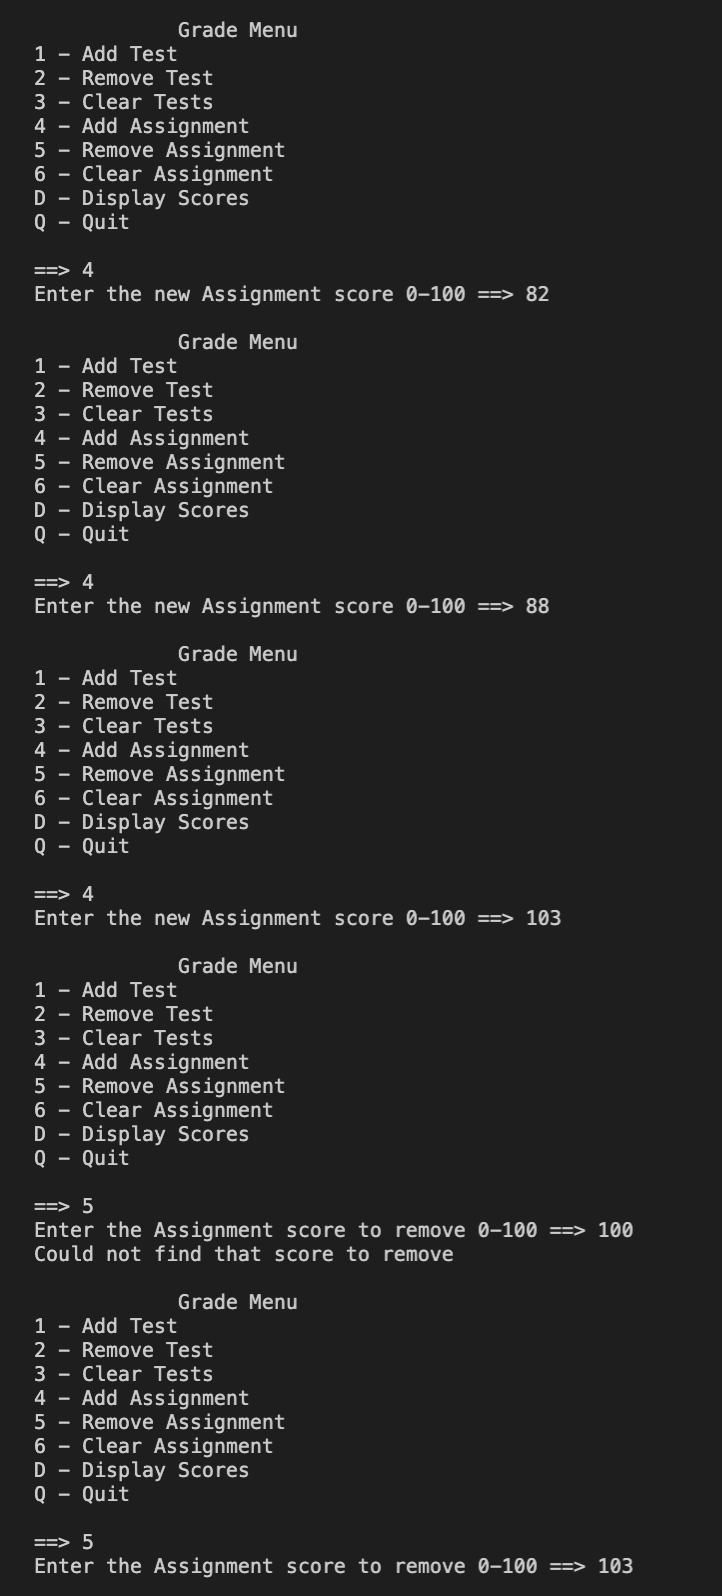 Grade Menu
1 - Add Test
2 - Remove Test
3 - Clear Tests
4 - Add Assignment
5 - Remove Assignment
6 - Clear Assignment
D - Display Scores
Q - Quit
==> 4
Enter the new Assignment score 0-100 ==> 82
Grade Menu
1 - Add Test
2 - Remove Test
3 - Clear Tests
4 - Add Assignment
5 - Remove Assignment
6 - Clear Assignment
D - Display Scores
Q - Quit
==> 4
Enter the new Assignment score 0-100 ==> 88
Grade Menu
1 - Add Test
2 - Remove Test
3 - Clear Tests
4 - Add Assignment
5 - Remove Assignment
6 - Clear Assignment
D - Display Scores
Q - Quit
==> 4
Enter the new Assignment score 0-100 ==> 103
Grade Menu
1 - Add Test
2 - Remove Test
3 - Clear Tests
4 - Add Assignment
5 - Remove Assignment
6 - Clear Assignment
D - Display Scores
Q - Quit
==> 5
Enter the Assignment score to remove 0-100 ==> 100
Could not find that score to remove
Grade Menu
1 - Add Test
2 - Remove Test
3 - Clear Tests
4 - Add Assignment
5 - Remove Assignment
6 - Clear Assignment
D - Display Scores
Q - Quit
==> 5
Enter the Assignment score to remove 0-100 ==> 103